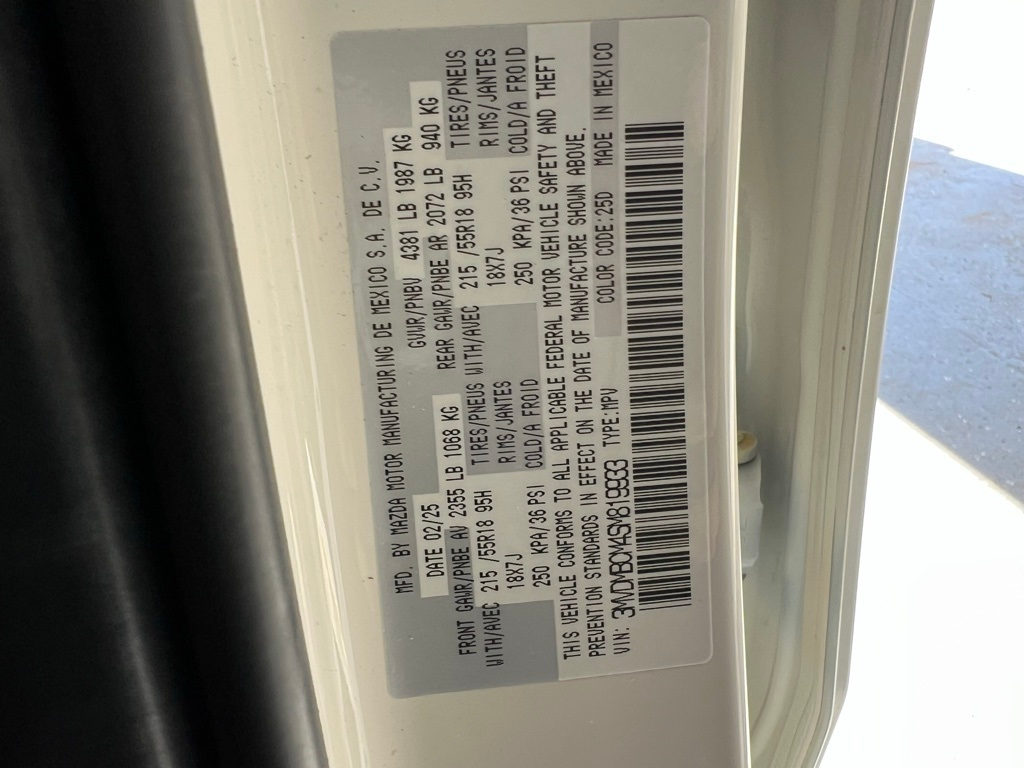 MFD. BY MAZDA MOTOR MANUFACTURING DE MEXICO S.A. DE C.V.
DATE 02/25 GVWR/PNBV 4381 LB 1987 KG
FRONT GAWR/PNBE AV 2355 LB 1068 KG REAR GAWR/PNBE AR 2072 LB 940 KG
WITH/AVEC 215 /55R18 95H TIRES/PNEUS WITH/AVEC 215 /55R18 95H TIRES/PNEUS
18X7J RIMS/JANTES 18X7J RIMS/JANTES
250 KPA/36 PSI COLD/A FROID 250 KPA/36 PSI COLD/A FROID
THIS VEHICLE CONFORMS TO ALL APPLICABLE FEDERAL MOTOR VEHICLE SAFETY AND THEFT
PREVENTION STANDARDS IN EFFECT ON THE DATE OF MANUFACTURE SHOWN ABOVE.
VIN: 3MVDMBCM4SM819933 TYPE:MPV COLOR CODE:25D MADE IN MEXICO